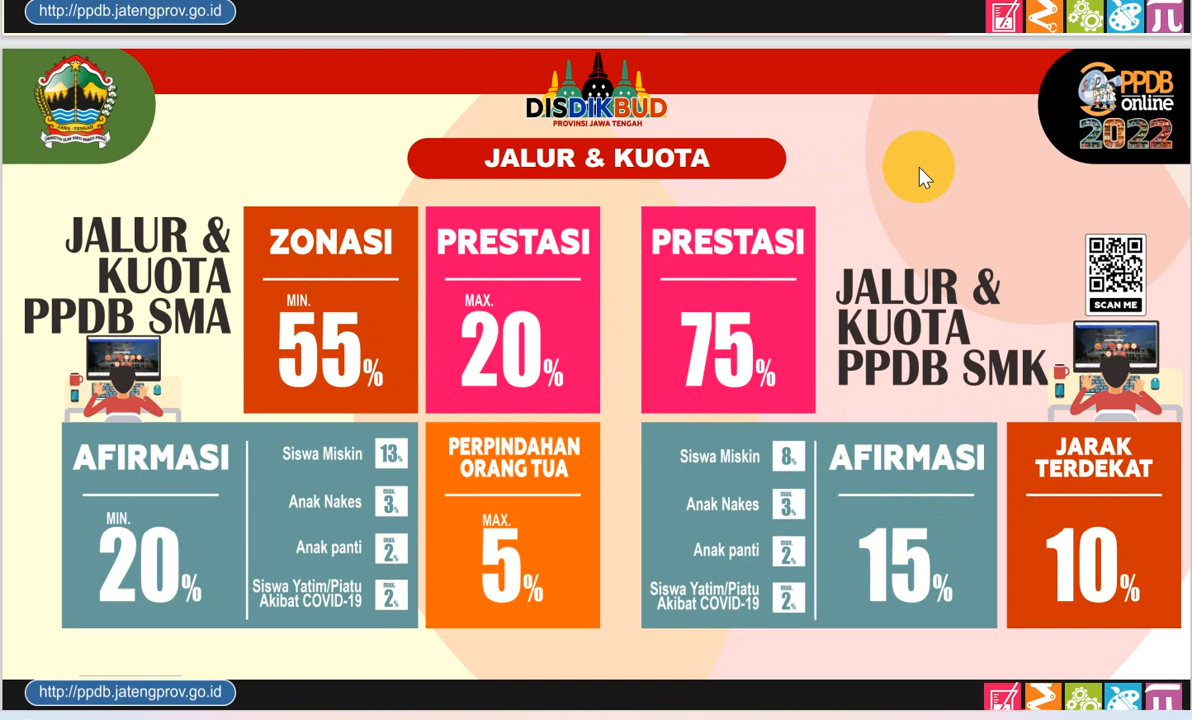 http://ppdb.jatengprov.go.id
DISDIKBUD
PROVINSI JAWA TENGAH
PPDB
online
2022
JALUR & KUOTA
JALUR &
KUOTA
PPDB SMA
ZONASI
MIN.
55%
PRESTASI
MAX.
20%
AFIRMASI
MIN.
20%
Siswa Miskin 13%
Anak Nakes max. 3%
Anak panti max. 2%
Siswa Yatim/Piatu
Akibat COVID-19 max. 2%
PERPINDAHAN
ORANG TUA
MAX.
5%
PRESTASI
75%
JALUR &
KUOTA
PPDB SMK
SCAN ME
Siswa Miskin 8%
Anak Nakes max. 3%
Anak panti max. 2%
Siswa Yatim/Piatu
Akibat COVID-19 max. 2%
AFIRMASI
15%
JARAK
TERDEKAT
10%
http://ppdb.jatengprov.go.id